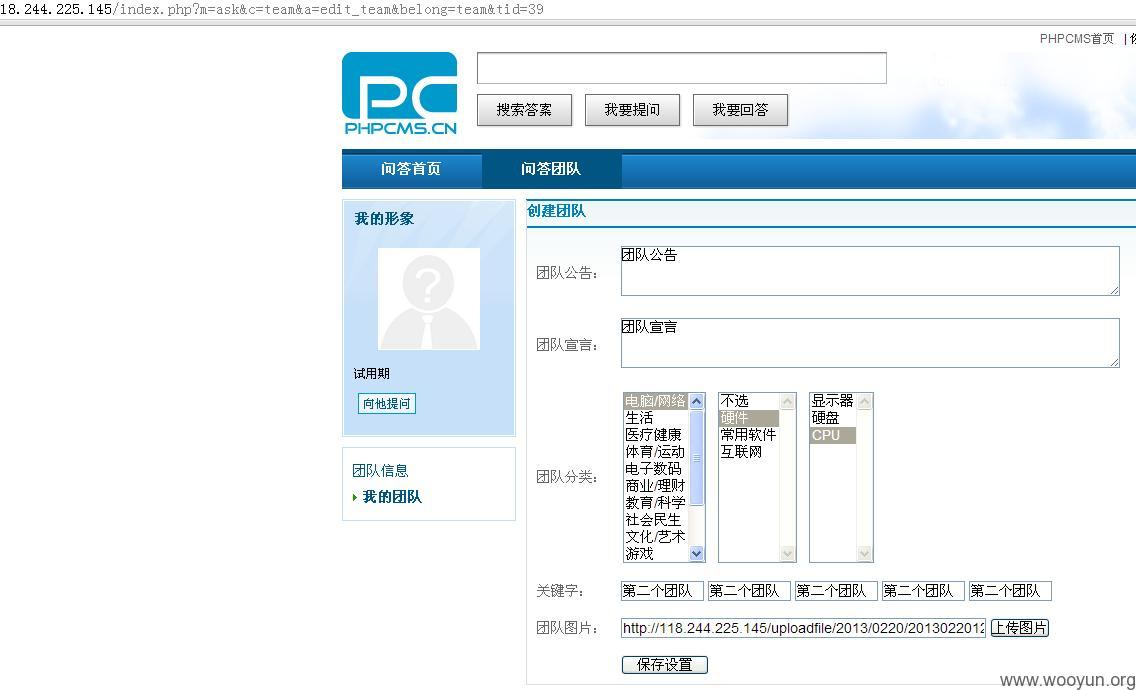 18.244.225.145/index.php?m=ask&c=team&a=edit_team&belong=team&tid=39
PHPCMS首页 |
PC
PHPCMS.CN
搜索答案 我要提问 我要回答
问答首页 问答团队
我的形象
试用期
向他提问
团队信息
我的团队
创建团队
团队公告： 团队公告
团队宣言： 团队宣言
团队分类：
电脑/网络
生活
医疗健康
体育/运动
电子数码
商业/理财
教育/科学
社会民生
文化/艺术
游戏
不选
硬件
常用软件
互联网
显示器
硬盘
CPU
关键字： 第二个团队 第二个团队 第二个团队 第二个团队 第二个团队
团队图片： http://118.244.225.145/uploadfile/2013/0220/2013022012 上传图片
保存设置
www.wooyun.org